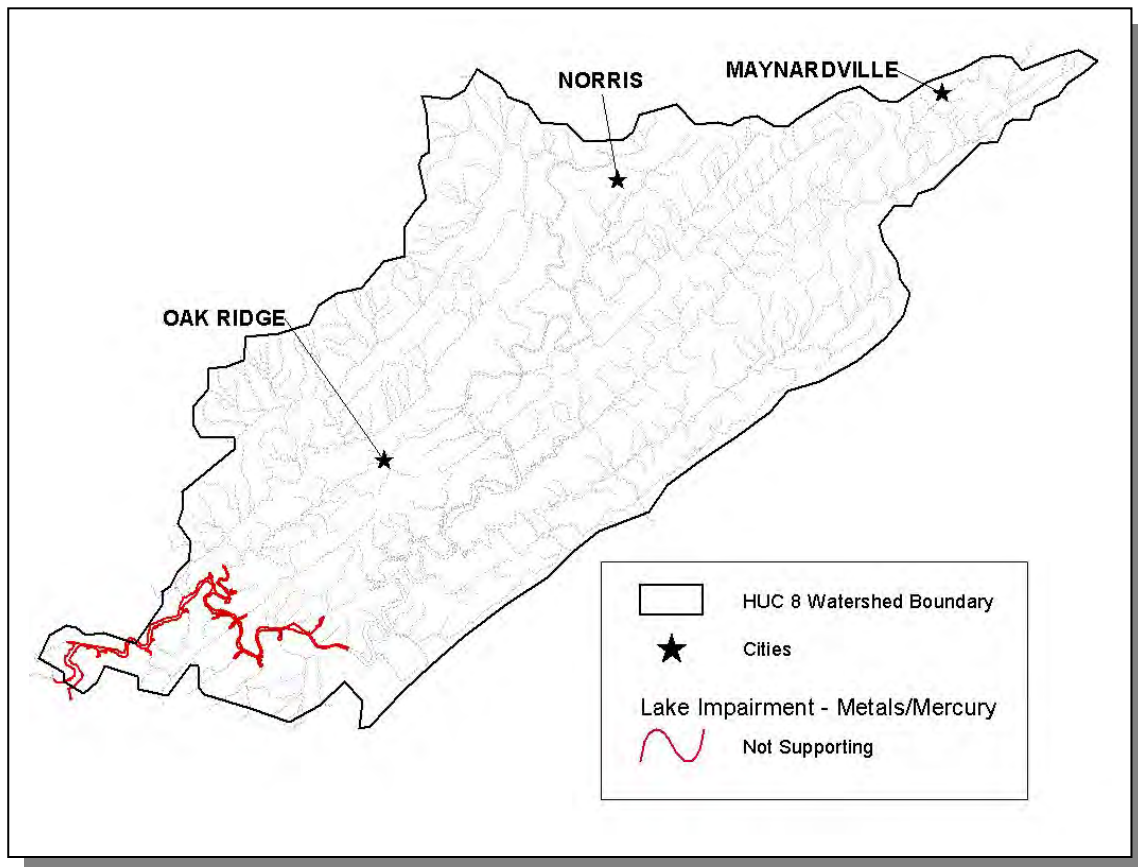 MAYNARDVILLE
NORRIS
OAK RIDGE
HUC 8 Watershed Boundary
Cities
Lake Impairment - Metals/Mercury
Not Supporting